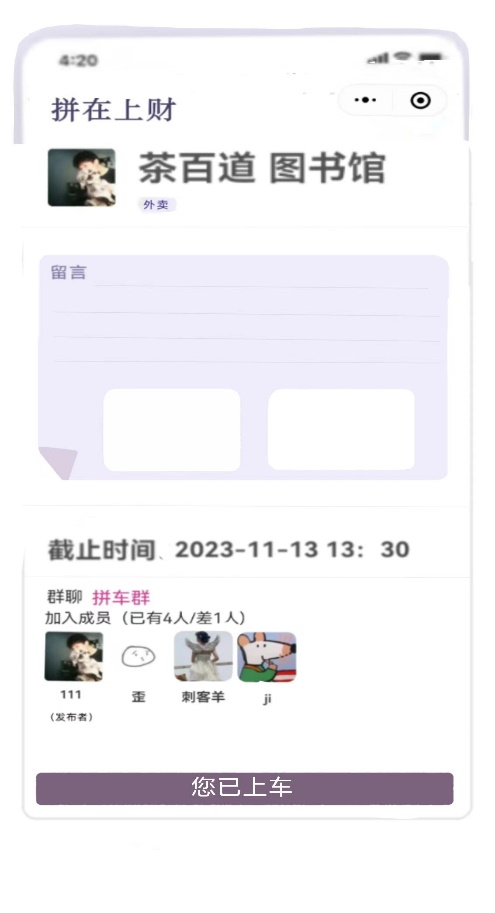 4:20
拼在上财
茶百道 图书馆
外卖
留言
截止时间、2023-11-13 13：30
群聊 拼车群
加入成员（已有4人/差1人）
111 歪 刺客羊 ji
（发布者）
您已上车